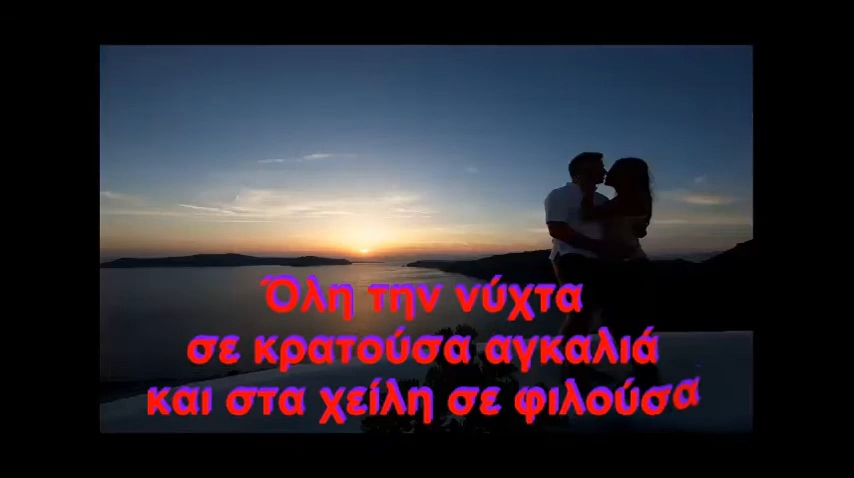 Όλη την νύχτα
σε κρατούσα αγκαλιά
και στα χείλη σε φιλούσα